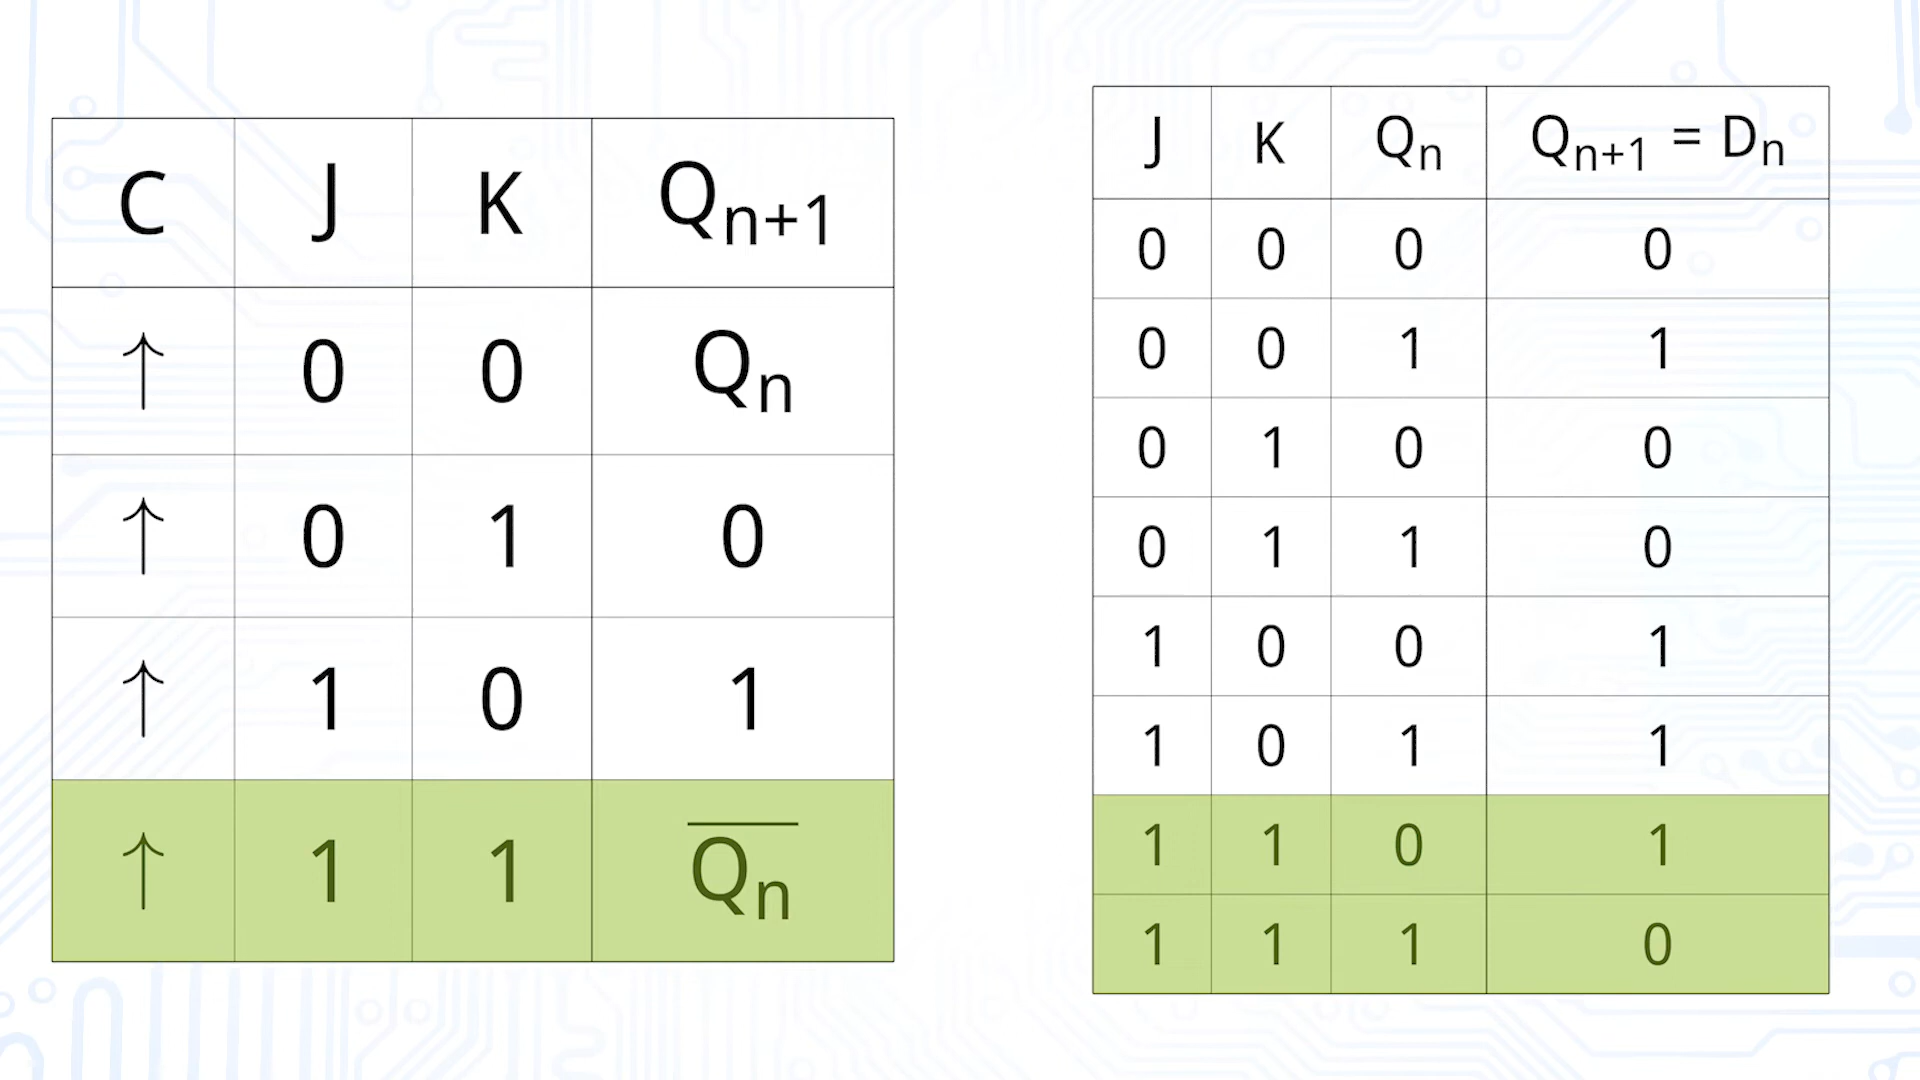 C J K Qₙ₊₁
↑ 0 0 Qₙ
↑ 0 1 0
↑ 1 0 1
↑ 1 1 Q̅ₙ
J K Qₙ Qₙ₊₁ = Dₙ
0 0 0 0
0 0 1 1
0 1 0 0
0 1 1 0
1 0 0 1
1 0 1 1
1 1 0 1
1 1 1 0